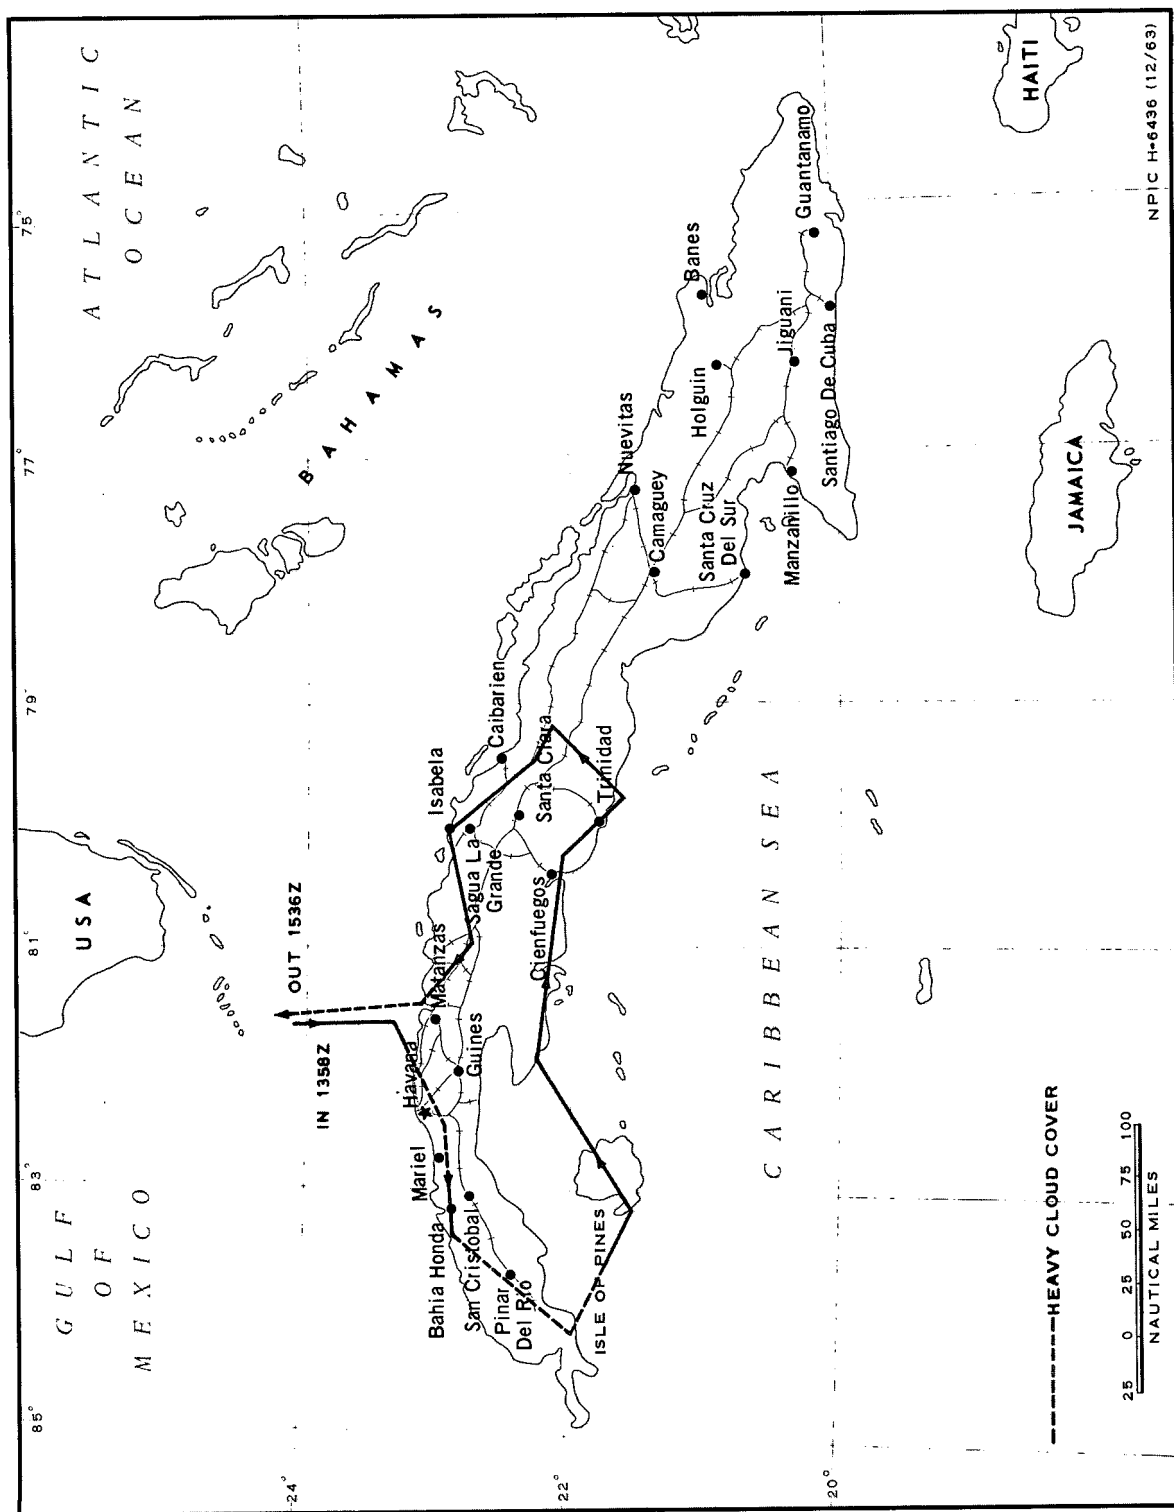 GULF
OF
MEXICO
ATLANTIC
OCEAN
USA
BAHAMAS
85°
83°
81°
79°
77°
75°
24°
22°
20°
IN 1358Z
OUT 1536Z
Havana
Mariel
Bahia Honda
San Cristobal
Pinar
Del Rio
Guines
Matanzas
Isabela
Sagua La
Grande
Caibarien
Santa Clara
Cienfuegos
Trinidad
ISLE OF PINES
Nuevitas
Camaguey
Santa Cruz
Del Sur
Holguin
Banes
Manzanillo
Jiguani
Santiago De Cuba
Guantanamo
CARIBBEAN SEA
JAMAICA
HAITI
HEAVY CLOUD COVER
25 0 25 50 75 100
NAUTICAL MILES
NPIC H-6436 (12/63)